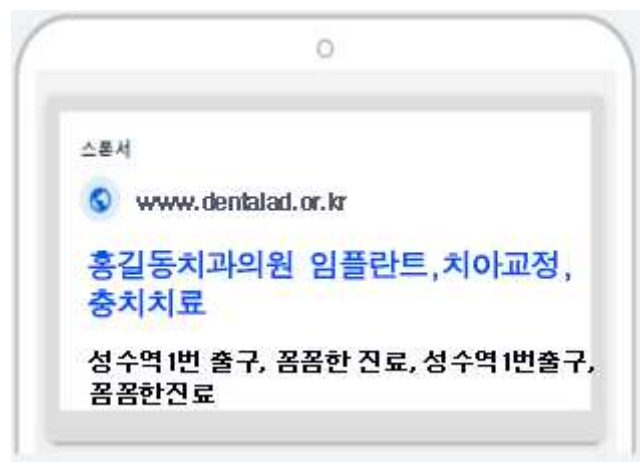 스폰서
www.dentalad.or.kr
홍길동치과의원 임플란트,치아교정,
충치치료
성수역1번 출구, 꼼꼼한 진료, 성수역1번출구,
꼼꼼한진료